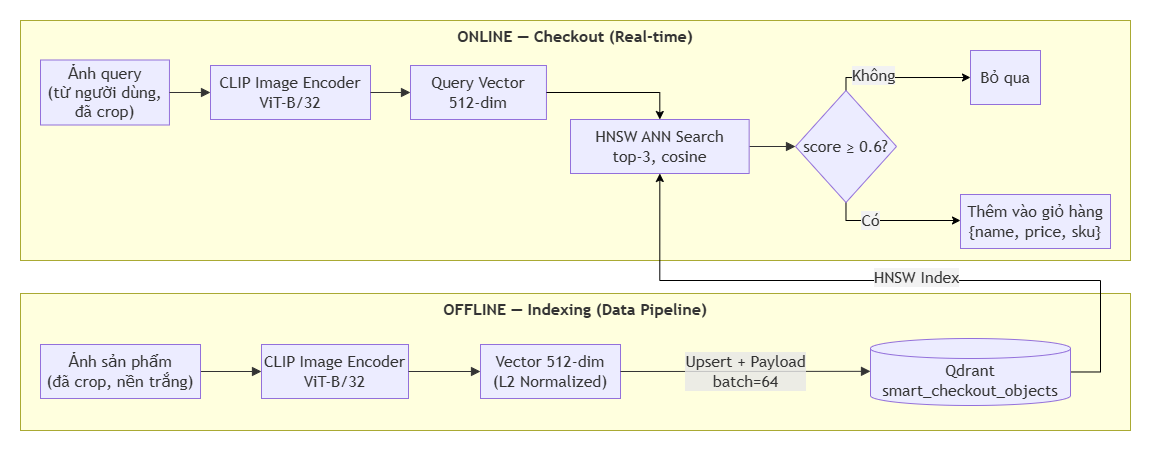 ONLINE — Checkout (Real-time)
Ảnh query
(từ người dùng,
đã crop)
CLIP Image Encoder
ViT-B/32
Query Vector
512-dim
HNSW ANN Search
top-3, cosine
score ≥ 0.6?
Không
Bỏ qua
Có
Thêm vào giỏ hàng
{name, price, sku}
HNSW Index
OFFLINE — Indexing (Data Pipeline)
Ảnh sản phẩm
(đã crop, nền trắng)
CLIP Image Encoder
ViT-B/32
Vector 512-dim
(L2 Normalized)
Upsert + Payload
batch=64
Qdrant
smart_checkout_objects